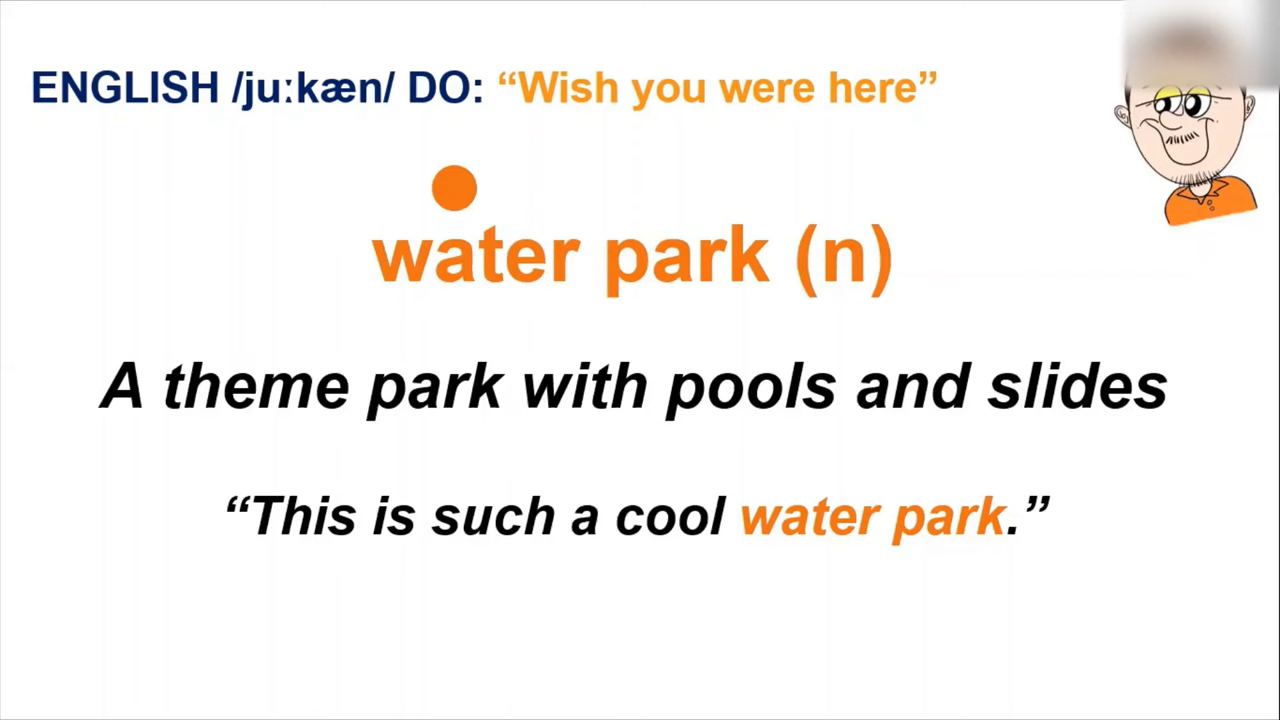 ENGLISH /juːkæn/ DO: “Wish you were here”
water park (n)
A theme park with pools and slides
“This is such a cool water park.”